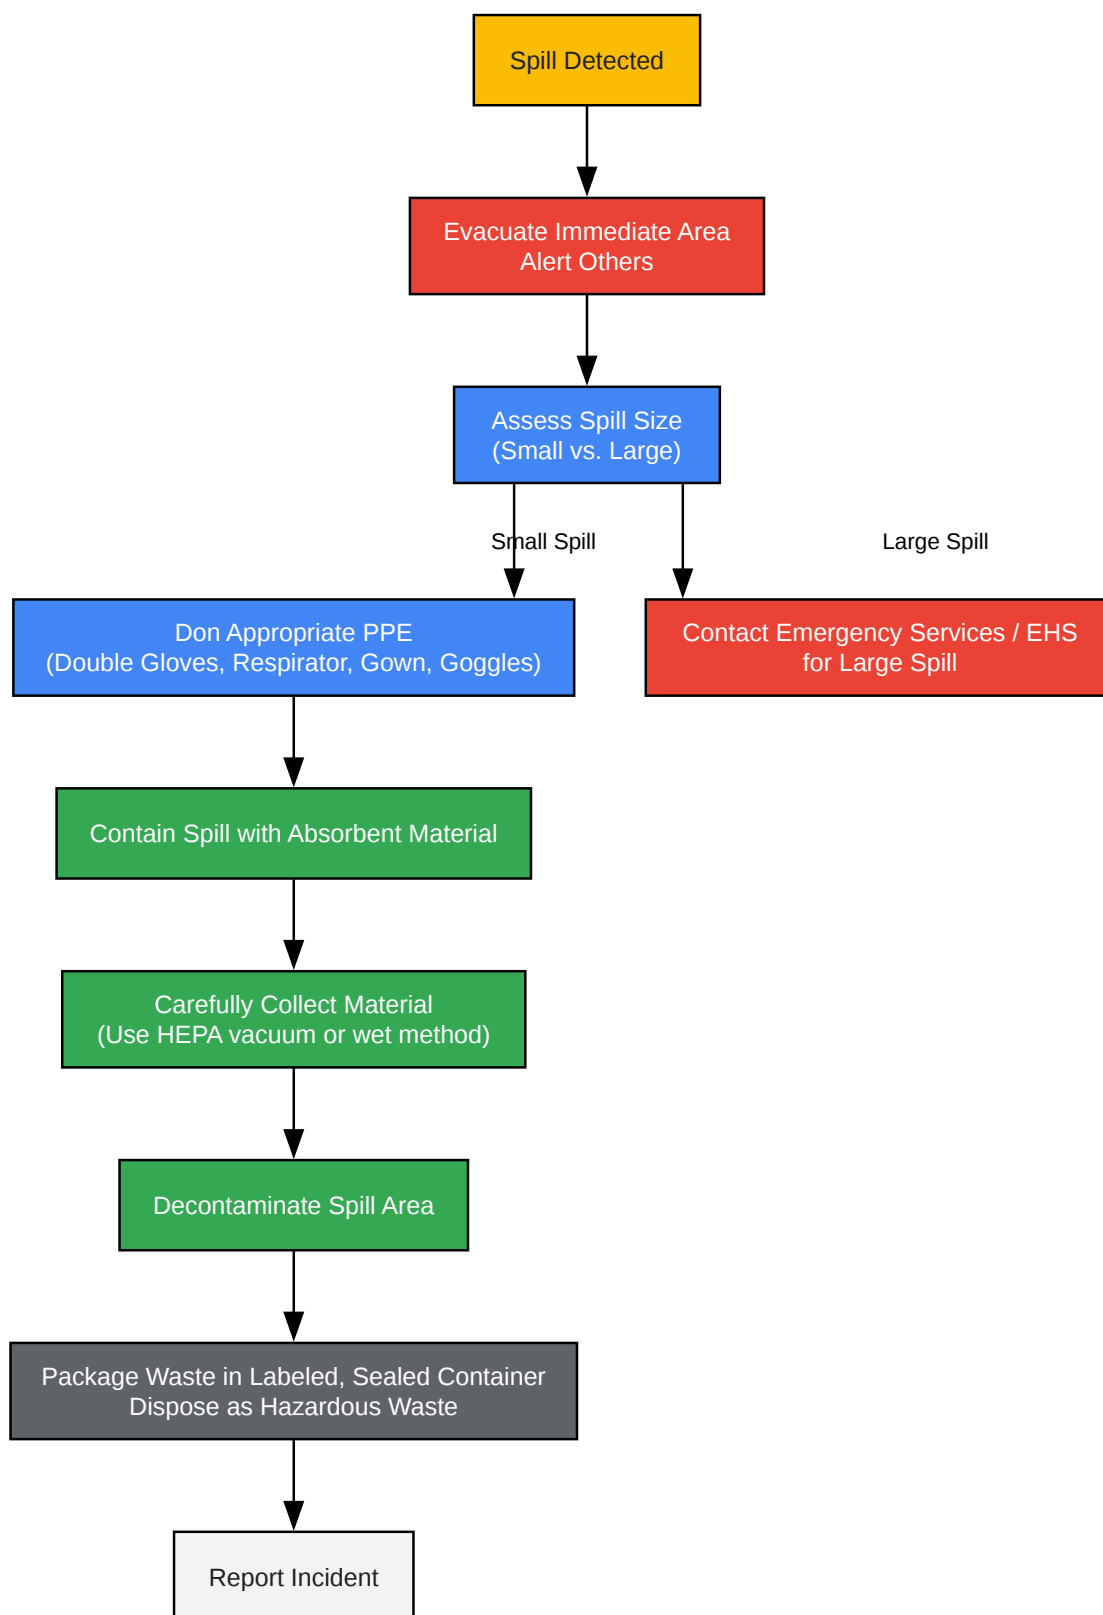 Spill Detected
Evacuate Immediate Area
Alert Others
Assess Spill Size
(Small vs. Large)
Small Spill
Large Spill
Don Appropriate PPE
(Double Gloves, Respirator, Gown, Goggles)
Contact Emergency Services / EHS
for Large Spill
Contain Spill with Absorbent Material
Carefully Collect Material
(Use HEPA vacuum or wet method)
Decontaminate Spill Area
Package Waste in Labeled, Sealed Container
Dispose as Hazardous Waste
Report Incident